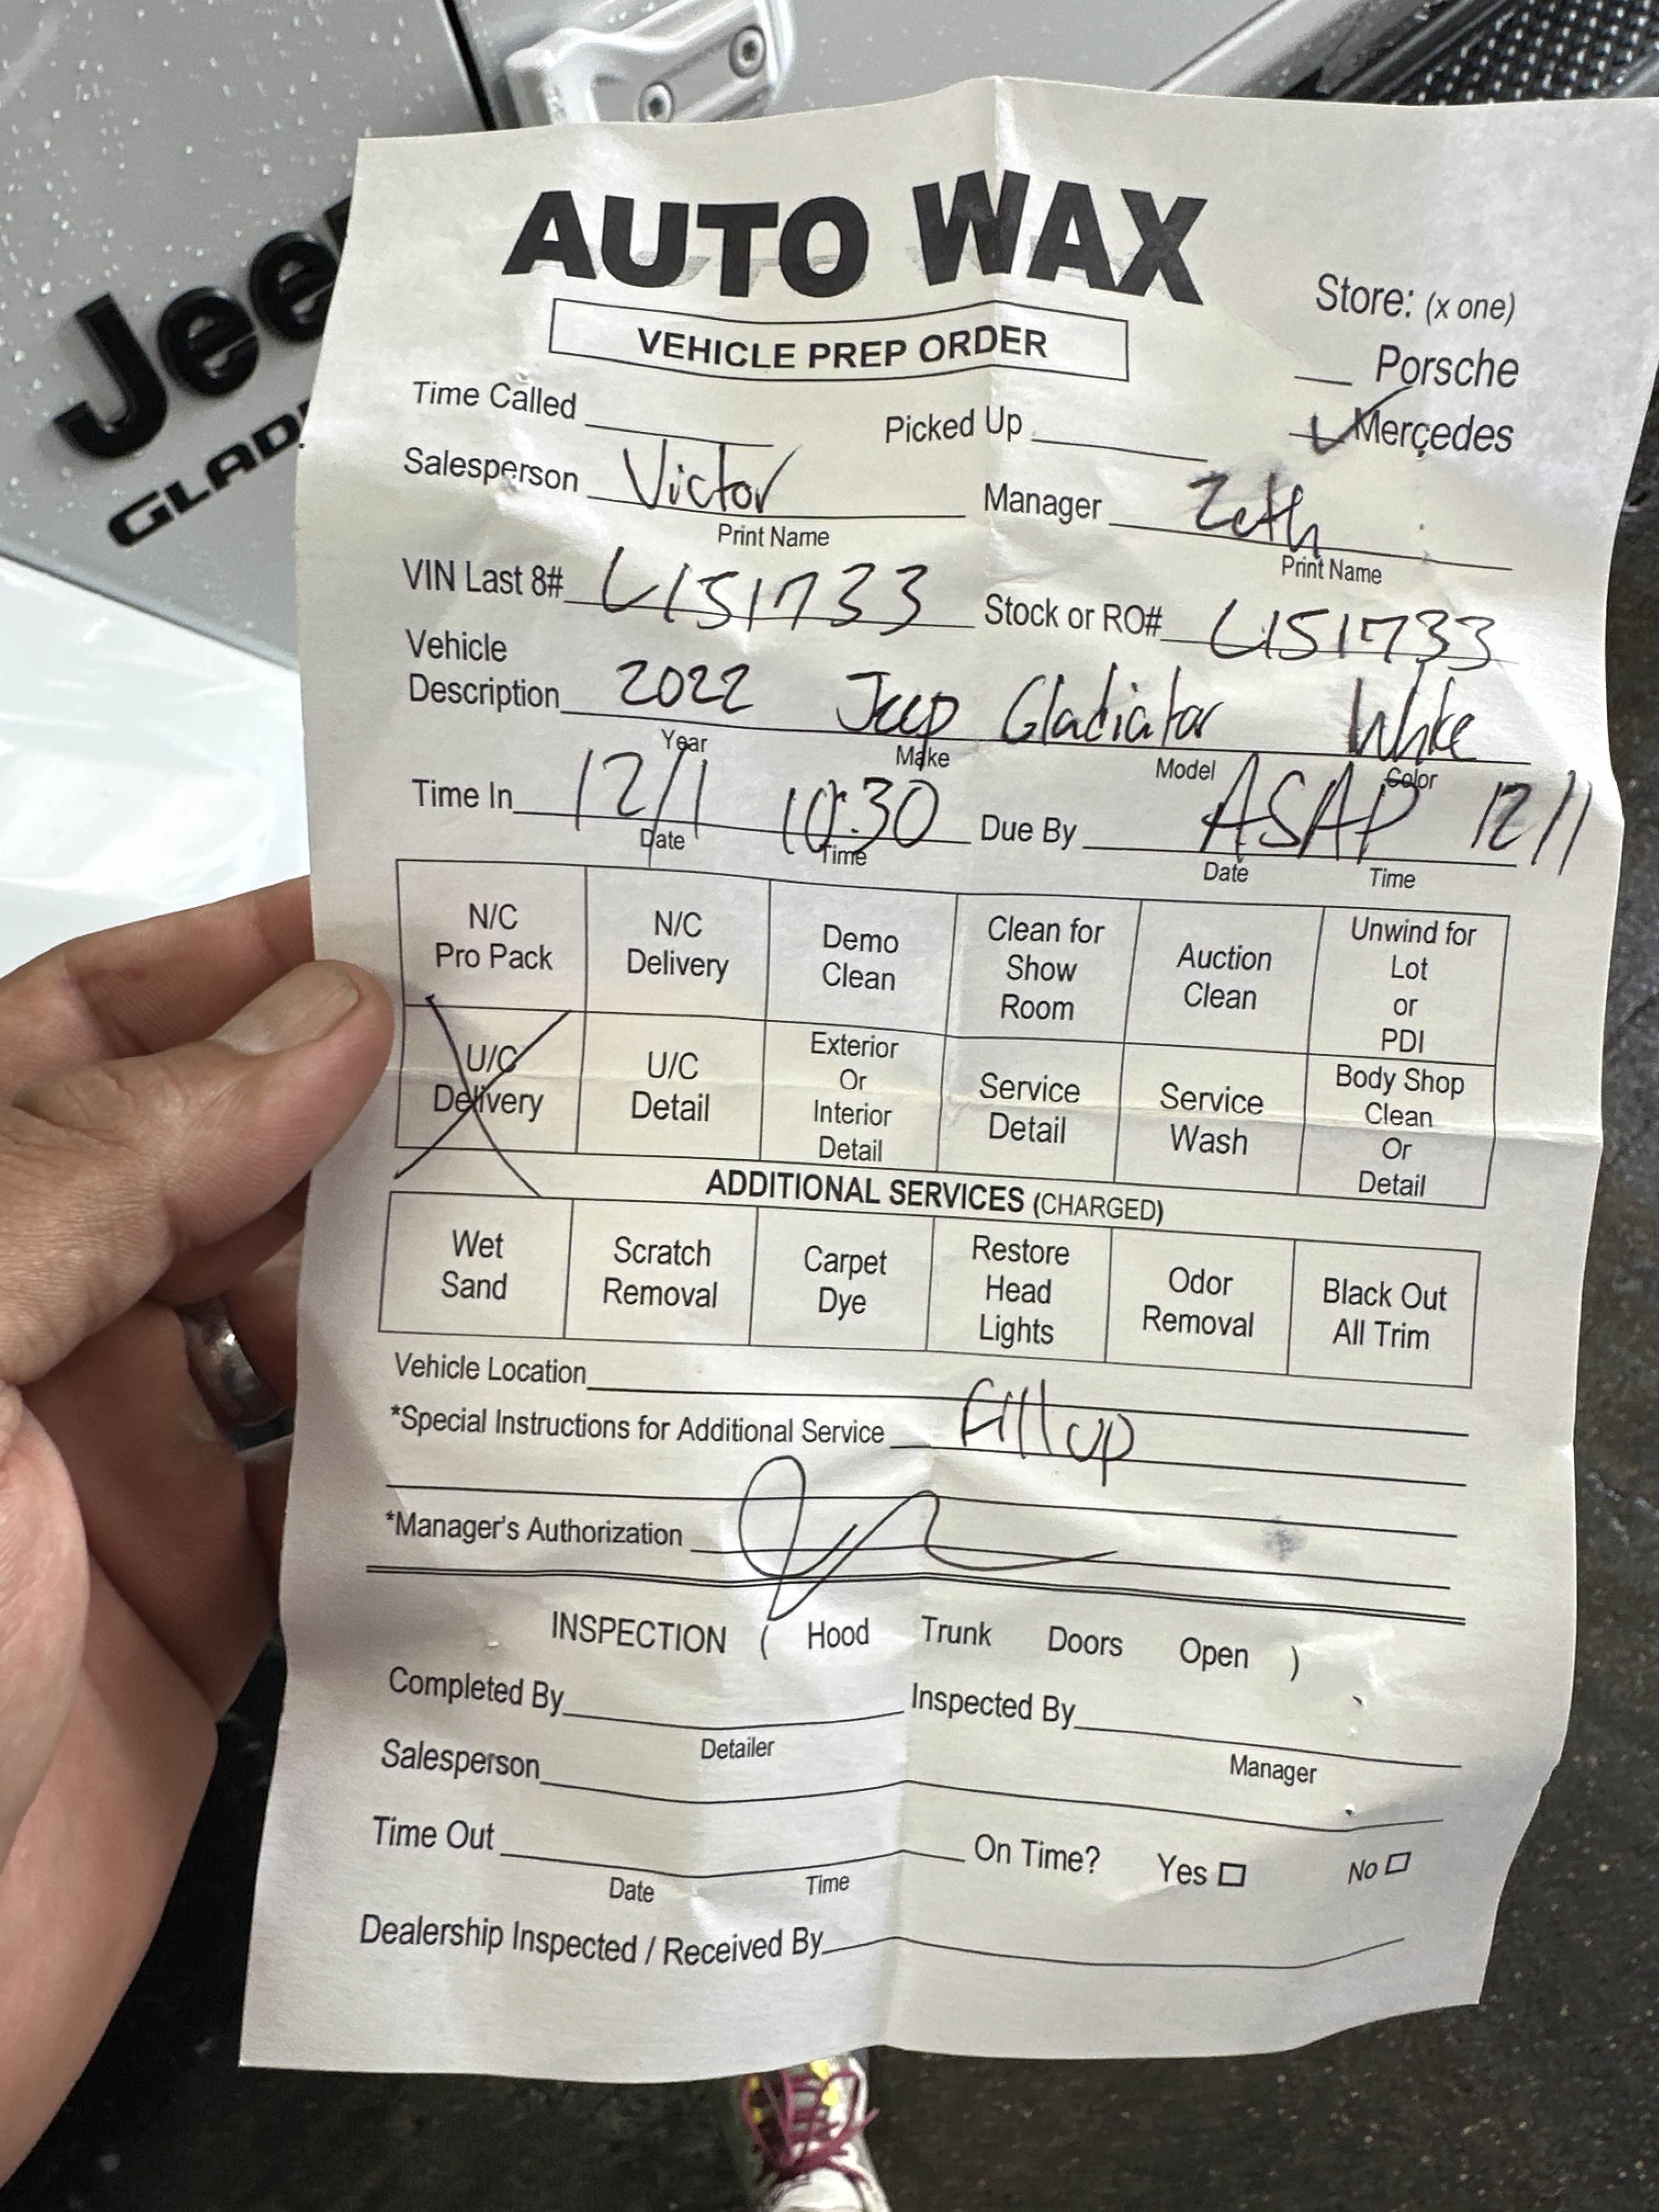 Jeep
GLADI
AUTO WAX
VEHICLE PREP ORDER
Store: (x one)
Porsche
Mercedes
Time Called
Picked Up
Salesperson Victor
Print Name
Manager Zeth
Print Name
VIN Last 8# L151733
Stock or RO# L151733
Vehicle
Description 2022 Jeep Gladiator White
Year Make Model Color
Time In 12/1 10:30 Due By ASAP 12/1
Date Time Date Time
N/C
Pro Pack
N/C
Delivery
Demo
Clean
Clean for
Show
Room
Auction
Clean
Unwind for
Lot
or
PDI
U/C
Delivery
U/C
Detail
Exterior
Or
Interior
Detail
Service
Detail
Service
Wash
Body Shop
Clean
Or
Detail
ADDITIONAL SERVICES (CHARGED)
Wet
Sand
Scratch
Removal
Carpet
Dye
Restore
Head
Lights
Odor
Removal
Black Out
All Trim
Vehicle Location
*Special Instructions for Additional Service Fill up
*Manager's Authorization
INSPECTION ( Hood Trunk Doors Open )
Completed By
Detailer
Inspected By
Manager
Salesperson
Time Out
Date Time
On Time? Yes No
Dealership Inspected / Received By